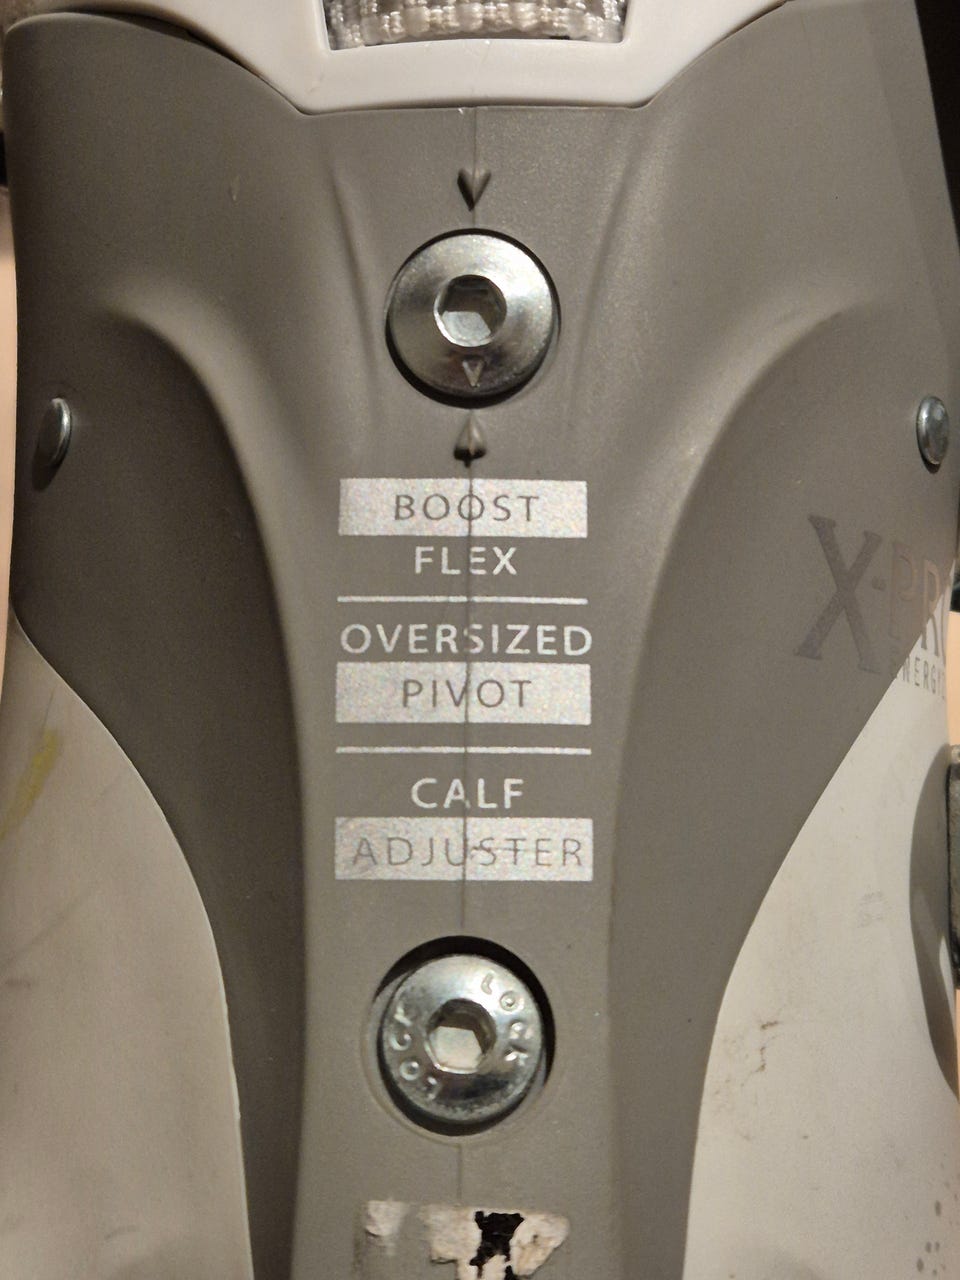 BOOST
FLEX
OVERSIZED
PIVOT
CALF
ADJUSTER
LOCK
LOCK